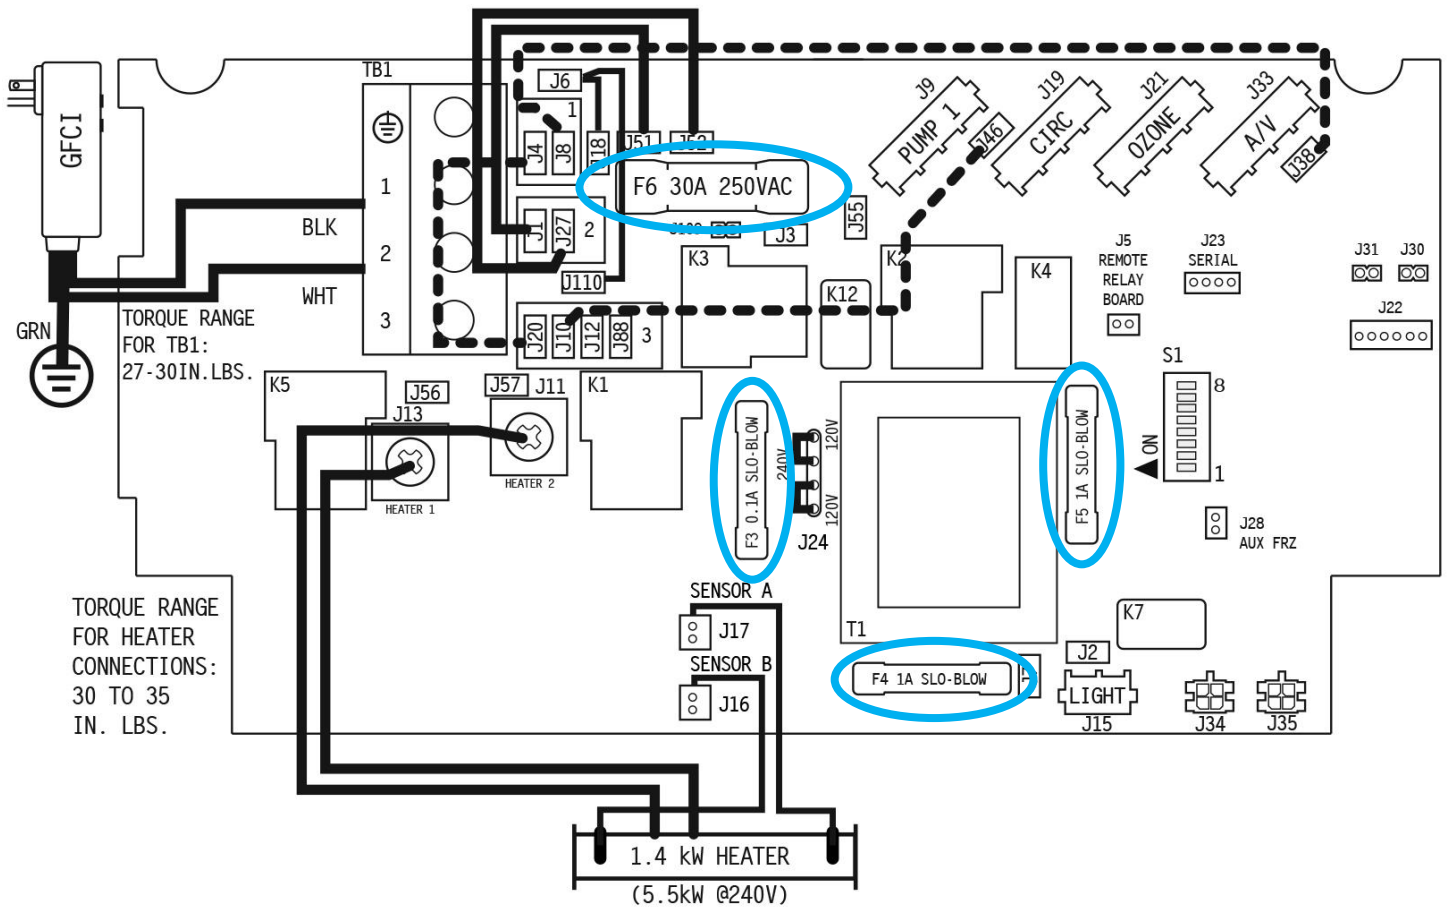 TB1
GFCI
1
2
3
BLK
WHT
GRN
TORQUE RANGE
FOR TB1:
27-30IN.LBS.
J6
1
J4
J8
J18
J51
J52
F6 30A 250VAC
J1
J27
2
J110
J3
J55
J20
J10
J12
J88
3
K3
K12
K2
K4
J9
PUMP 1
J46
J19
CIRC
J21
OZONE
J33
A/V
J38
J5
REMOTE
RELAY
BOARD
J23
SERIAL
J31
J30
J22
S1
8
1
ON
K5
J56
J57
J11
K1
J13
HEATER 2
HEATER 1
F3 0.1A SLO-BLOW
240V
120V
120V
J24
F5 1A SLO-BLOW
J28
AUX FRZ
T1
K7
TORQUE RANGE
FOR HEATER
CONNECTIONS:
30 TO 35
IN. LBS.
SENSOR A
J17
SENSOR B
J16
F4 1A SLO-BLOW
J2
LIGHT
J15
J34
J35
1.4 kW HEATER
(5.5kW @240V)